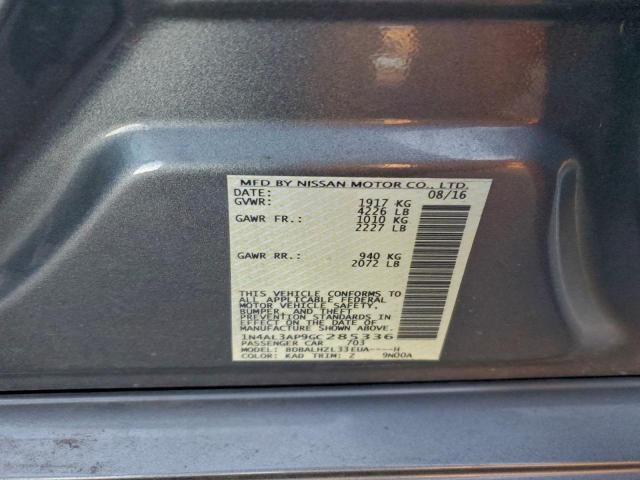 MFD BY NISSAN MOTOR CO., LTD.
DATE: 08/16
GVWR: 1917 KG
4226 LB
GAWR FR.: 1010 KG
2227 LB
GAWR RR.: 940 KG
2072 LB
THIS VEHICLE CONFORMS TO
ALL APPLICABLE FEDERAL
MOTOR VEHICLE SAFETY,
BUMPER, AND THEFT
PREVENTION STANDARDS IN
EFFECT ON THE DATE OF
MANUFACTURE SHOWN ABOVE.
1N4AL3AP9GC285336
PASSENGER CAR 703
MODEL: BDBALHZL33EUA----H
COLOR: KAD TRIM: Z 9N00A